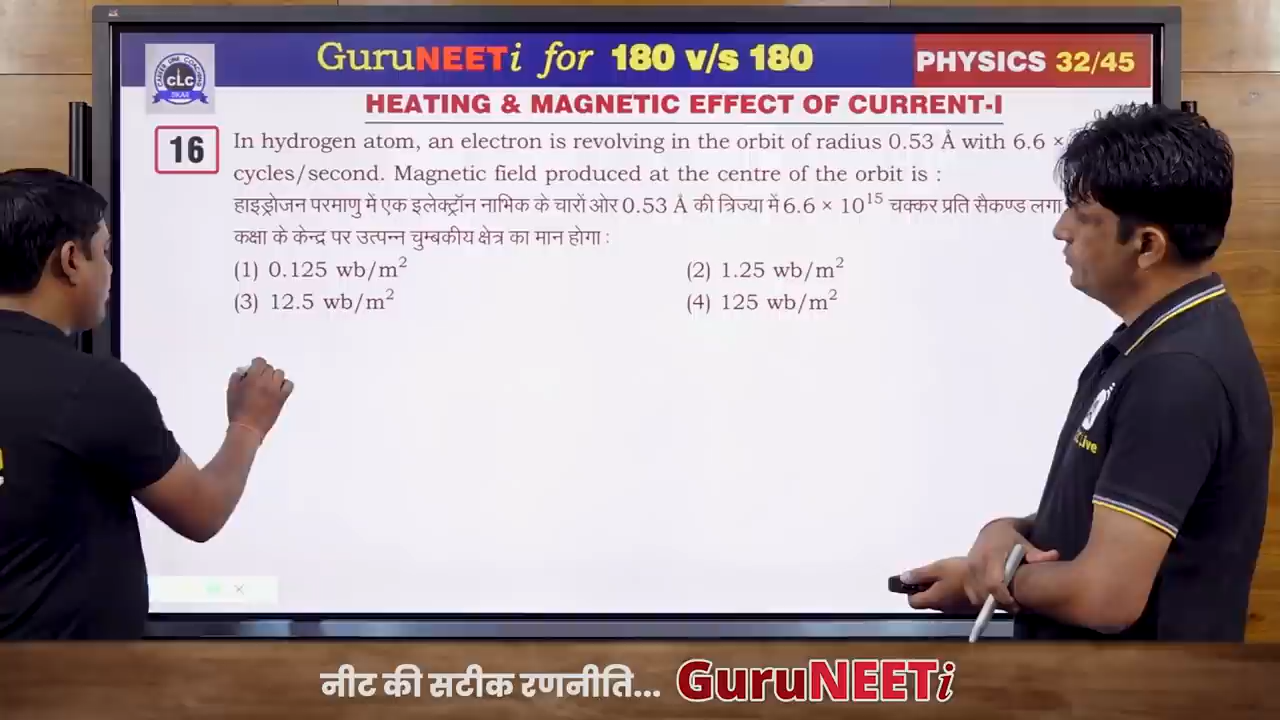 GuruNEETi for 180 v/s 180
PHYSICS 32/45
CLC
HEATING & MAGNETIC EFFECT OF CURRENT-I
16
In hydrogen atom, an electron is revolving in the orbit of radius 0.53 Å with 6.6 ×
cycles/second. Magnetic field produced at the centre of the orbit is :
हाइड्रोजन परमाणु में एक इलेक्ट्रॉन नाभिक के चारों ओर 0.53 Å की त्रिज्या में 6.6 × 10¹⁵ चक्कर प्रति सैकण्ड लगा
कक्षा के केन्द्र पर उत्पन्न चुम्बकीय क्षेत्र का मान होगा :
(1) 0.125 wb/m² (2) 1.25 wb/m²
(3) 12.5 wb/m² (4) 125 wb/m²
नीट की सटीक रणनीति... GuruNEETi